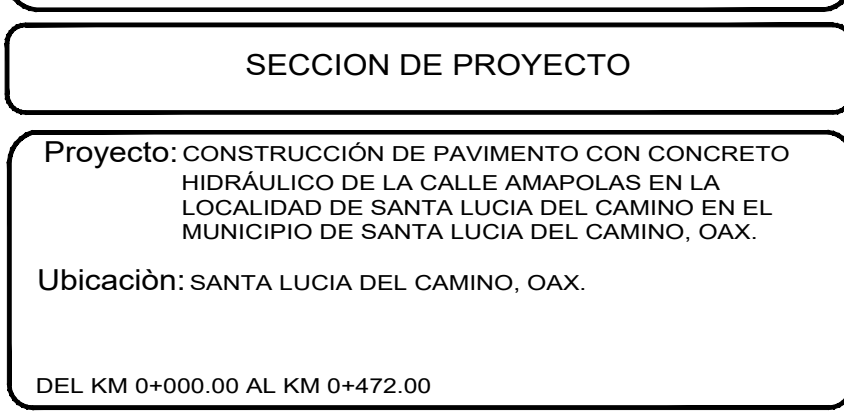 SECCION DE PROYECTO
Proyecto: CONSTRUCCIÓN DE PAVIMENTO CON CONCRETO
HIDRÁULICO DE LA CALLE AMAPOLAS EN LA
LOCALIDAD DE SANTA LUCIA DEL CAMINO EN EL
MUNICIPIO DE SANTA LUCIA DEL CAMINO, OAX.
Ubicaciòn: SANTA LUCIA DEL CAMINO, OAX.
DEL KM 0+000.00 AL KM 0+472.00